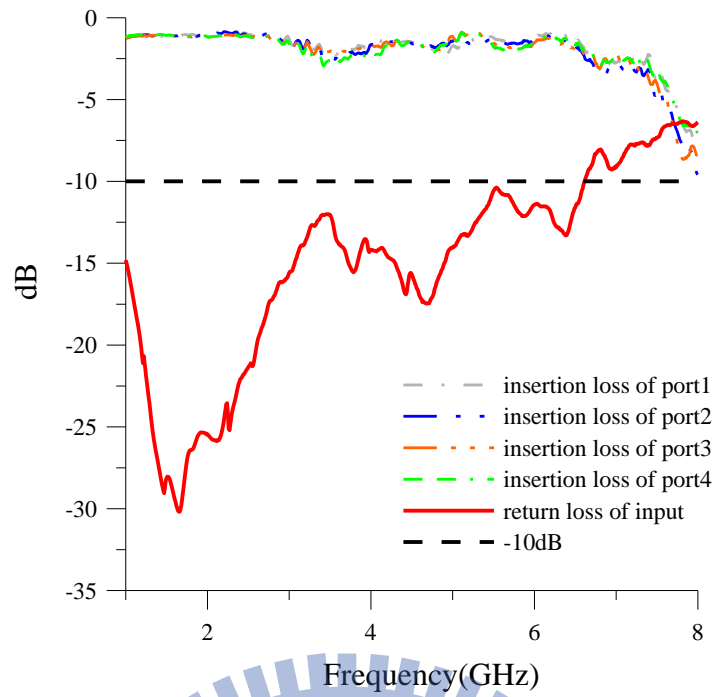 0
-5
-10
-15
-20
-25
-30
-35
dB
insertion loss of port1
insertion loss of port2
insertion loss of port3
insertion loss of port4
return loss of input
-10dB
2
4
6
8
Frequency(GHz)